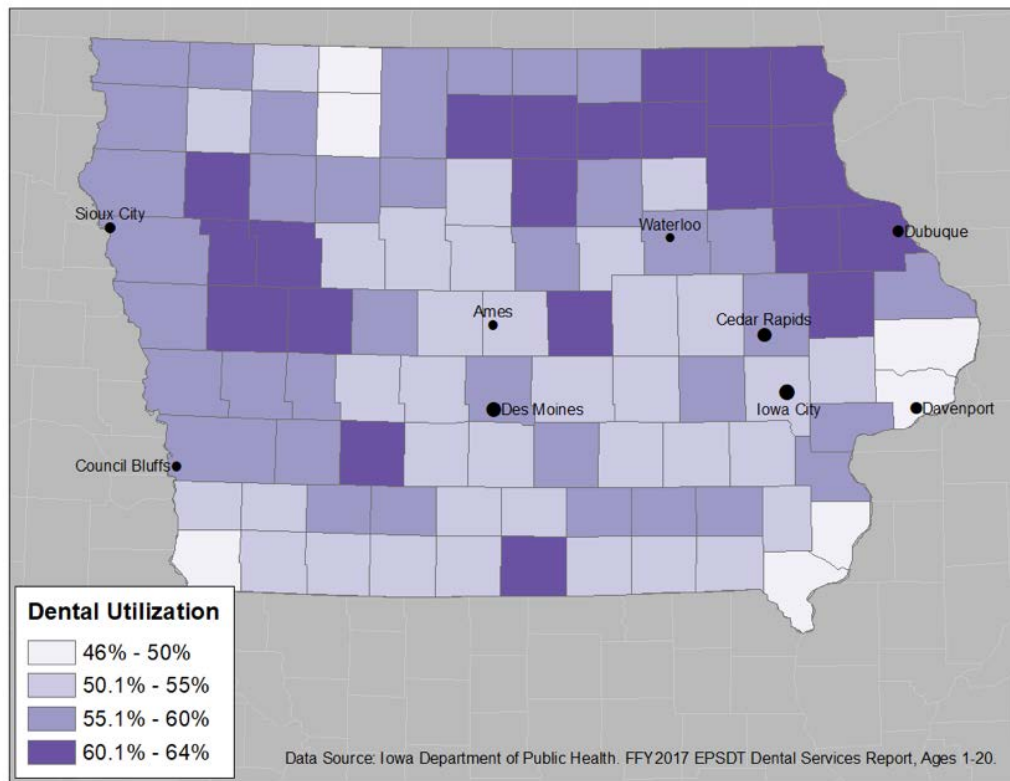 Sioux City
Waterloo
Dubuque
Ames
Cedar Rapids
Des Moines
Iowa City
Davenport
Council Bluffs
Dental Utilization
46% - 50%
50.1% - 55%
55.1% - 60%
60.1% - 64%
Data Source: Iowa Department of Public Health. FFY2017 EPSDT Dental Services Report, Ages 1-20.